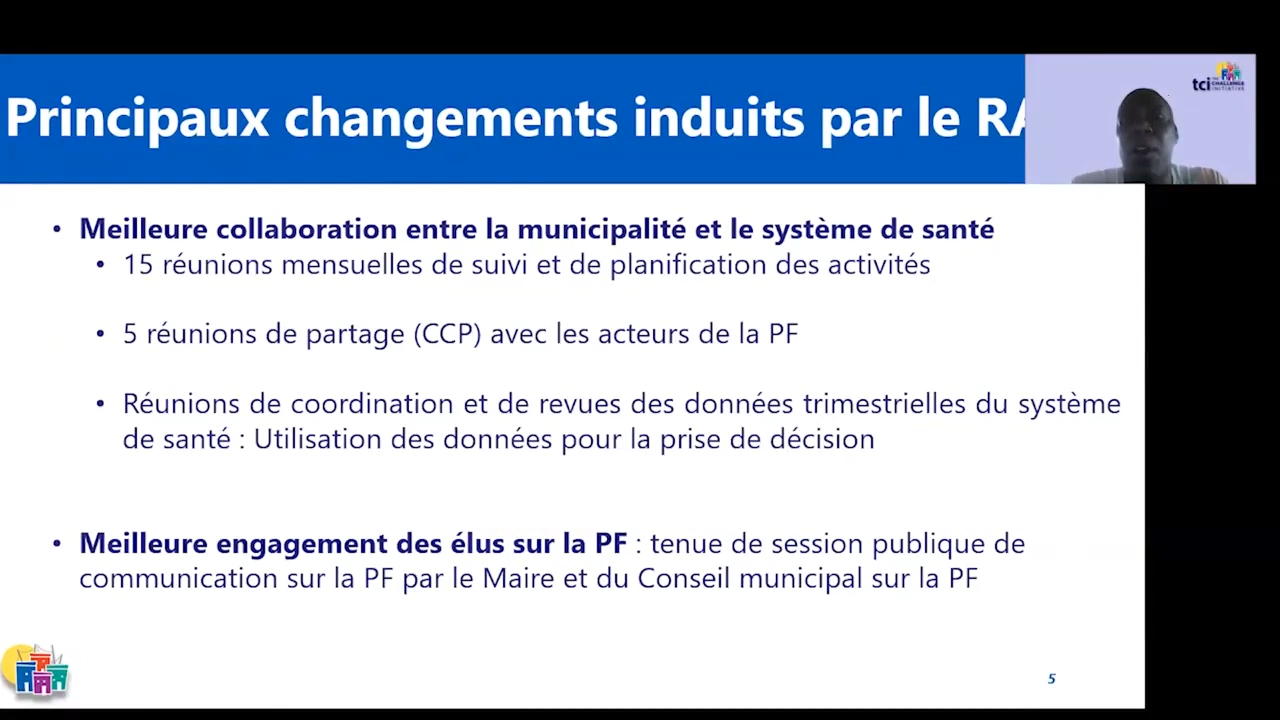 Principaux changements induits par le RA
tci THE CHALLENGE INITIATIVE
• Meilleure collaboration entre la municipalité et le système de santé
• 15 réunions mensuelles de suivi et de planification des activités
• 5 réunions de partage (CCP) avec les acteurs de la PF
• Réunions de coordination et de revues des données trimestrielles du système
de santé : Utilisation des données pour la prise de décision
• Meilleure engagement des élus sur la PF : tenue de session publique de
communication sur la PF par le Maire et du Conseil municipal sur la PF
5